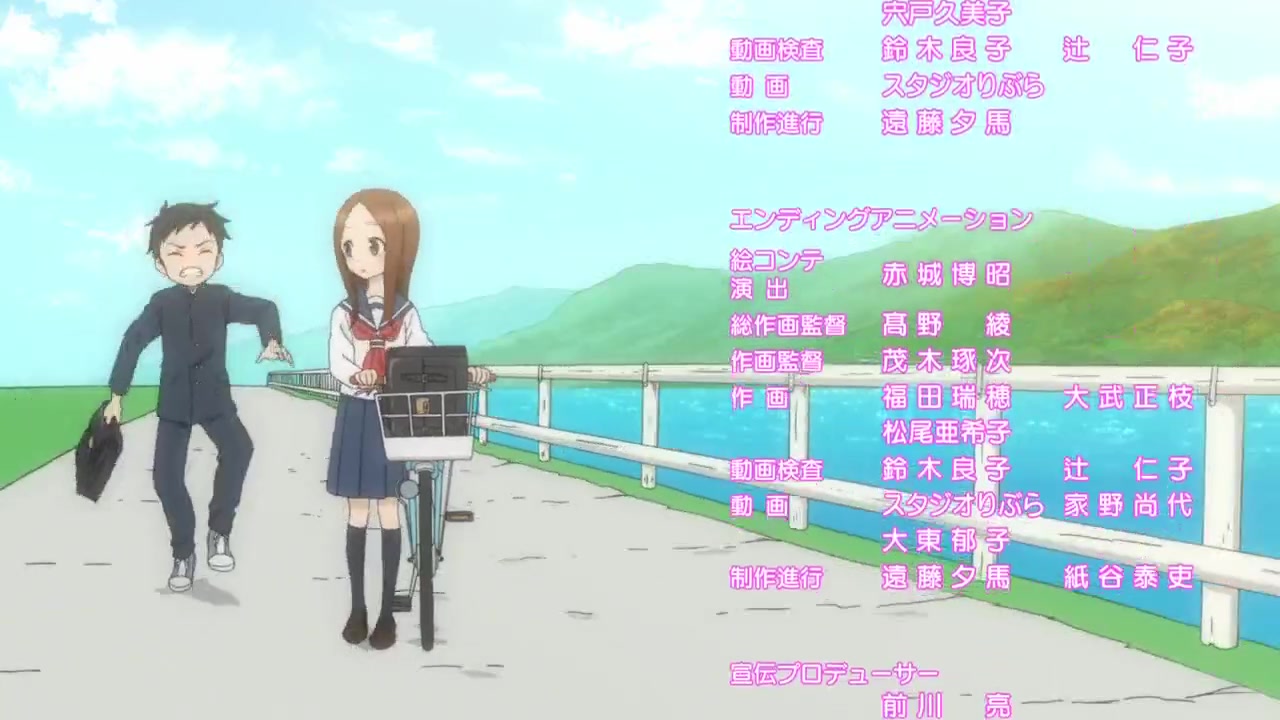 宍戸久美子
動画検査 鈴木良子 辻 仁子
動画 スタジオりぶら
制作進行 遠藤夕馬
エンディングアニメーション
絵コンテ
演出 赤城博昭
総作画監督 髙野 綾
作画監督 茂木琢次
作画 福田瑞穂 大武正枝
松尾亜希子
動画検査 鈴木良子 辻 仁子
動画 スタジオりぶら 家野尚代
大東郁子
制作進行 遠藤夕馬 紙谷泰吏
宣伝プロデューサー
前川 亮